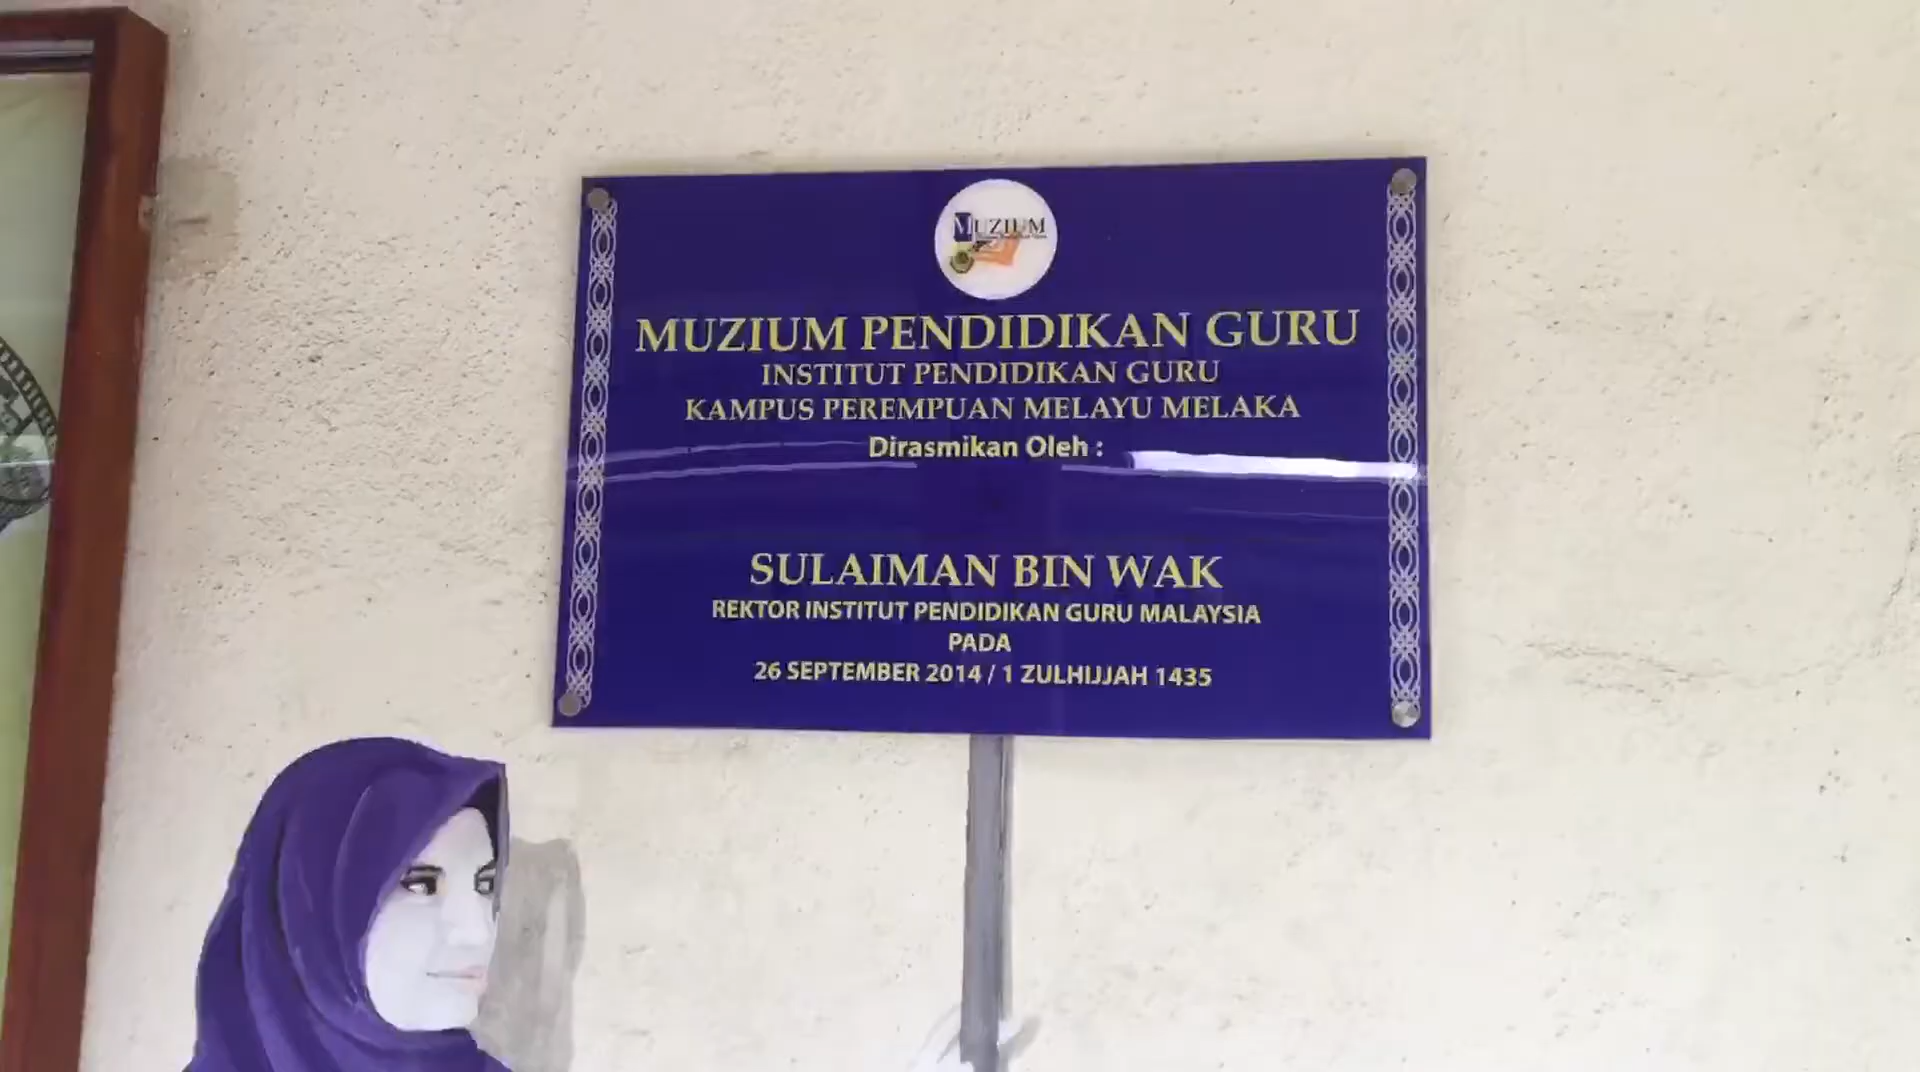 MUZIUM
MUZIUM PENDIDIKAN GURU
INSTITUT PENDIDIKAN GURU
KAMPUS PEREMPUAN MELAYU MELAKA
Dirasmikan Oleh :
SULAIMAN BIN WAK
REKTOR INSTITUT PENDIDIKAN GURU MALAYSIA
PADA
26 SEPTEMBER 2014 / 1 ZULHIJJAH 1435